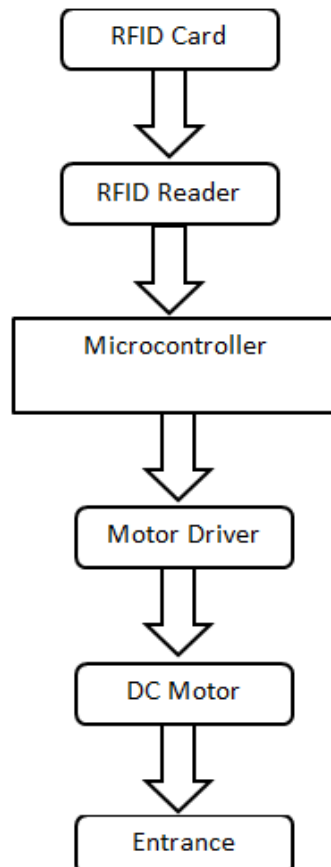 RFID Card
RFID Reader
Microcontroller
Motor Driver
DC Motor
Entrance